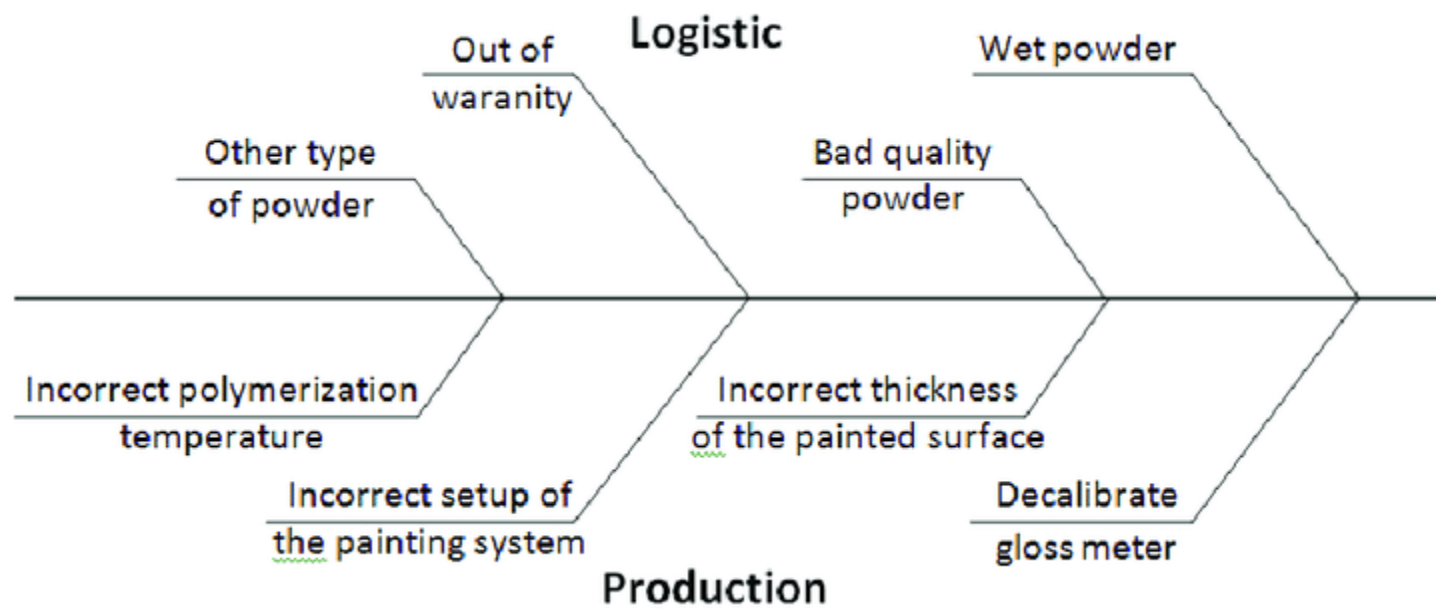 Logistic
Out of
waranity
Wet powder
Other type
of powder
Bad quality
powder
Incorrect polymerization
temperature
Incorrect thickness
of the painted surface
Incorrect setup of
the painting system
Decalibrate
gloss meter
Production